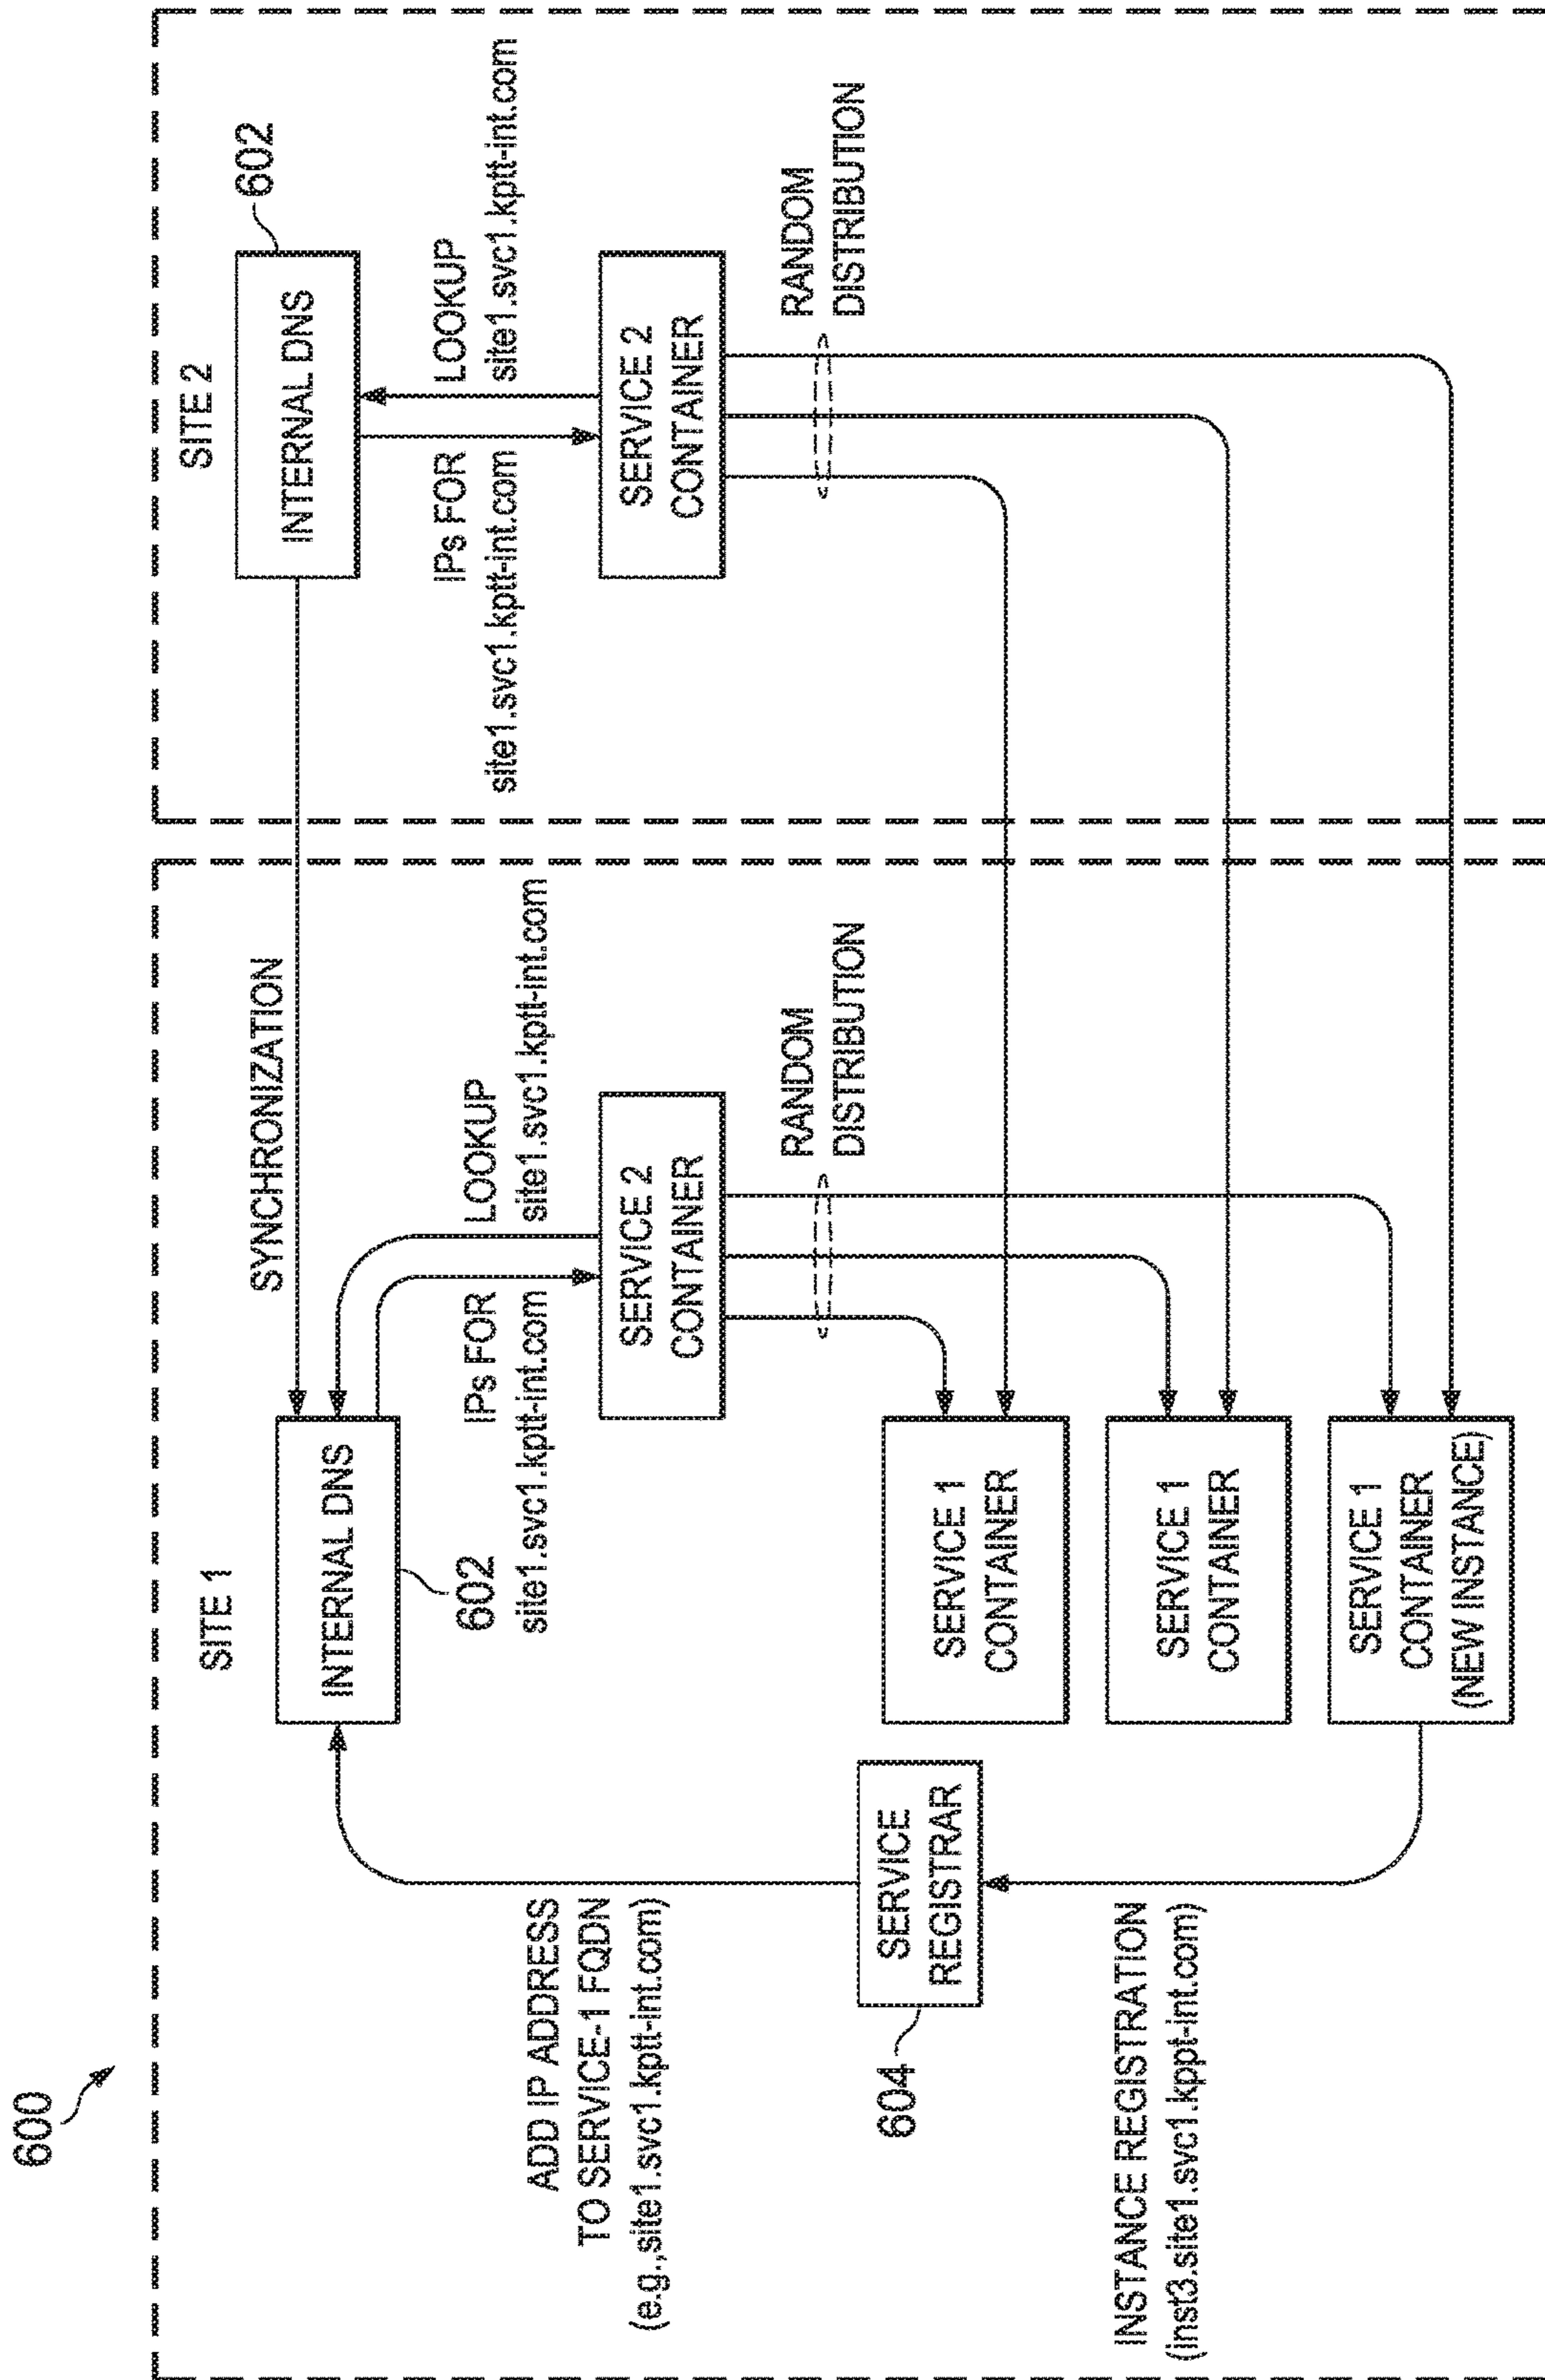 600
SITE 1
SITE 2
INTERNAL DNS
602
SYNCHRONIZATION
INTERNAL DNS
602
ADD IP ADDRESS
TO SERVICE-1 FQDN
(e.g.,site1.svc1.kptt-int.com)
IPs FOR
site1.svc1.kptt-int.com
LOOKUP
site1.svc1.kptt-int.com
IPs FOR
site1.svc1.kptt-int.com
LOOKUP
site1.svc1.kptt-int.com
SERVICE 2
CONTAINER
SERVICE 2
CONTAINER
RANDOM
DISTRIBUTION
RANDOM
DISTRIBUTION
604
SERVICE
REGISTRAR
SERVICE 1
CONTAINER
SERVICE 1
CONTAINER
INSTANCE REGISTRATION
(inst3.site1.svc1.kppt-int.com)
SERVICE 1
CONTAINER
(NEW INSTANCE)